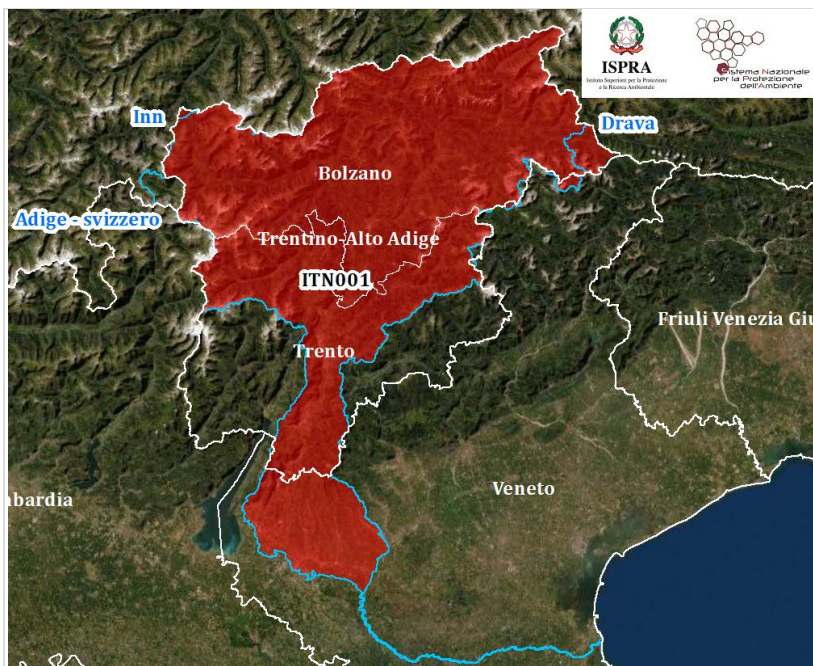 ISPRA
Istituto Superiore per la Protezione
e la Ricerca Ambientale
Sistema Nazionale
per la Protezione
dell'Ambiente
Inn
Drava
Bolzano
Adige - svizzero
Trentino-Alto Adige
ITN001
Friuli Venezia Giu
Trento
Veneto
mbardia